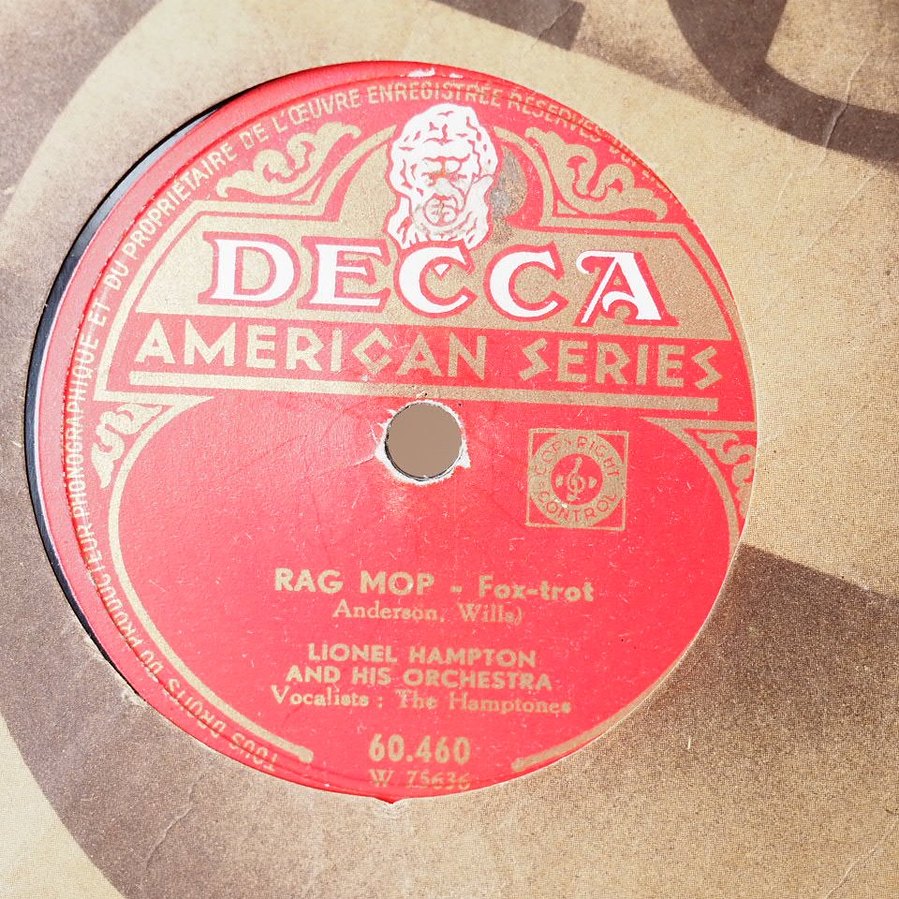 TOUS DROITS DU PRODUCTEUR PHONOGRAPHIQUE ET DU PROPRIÉTAIRE DE L'ŒUVRE ENREGISTRÉE RÉSERVÉS
DECCA
AMERICAN SERIES
COPYRIGHT
CONTROL
RAG MOP - Fox-trot
Anderson, Wills)
LIONEL HAMPTON
AND HIS ORCHESTRA
Vocalists : The Hamptones
60.460
W 75636